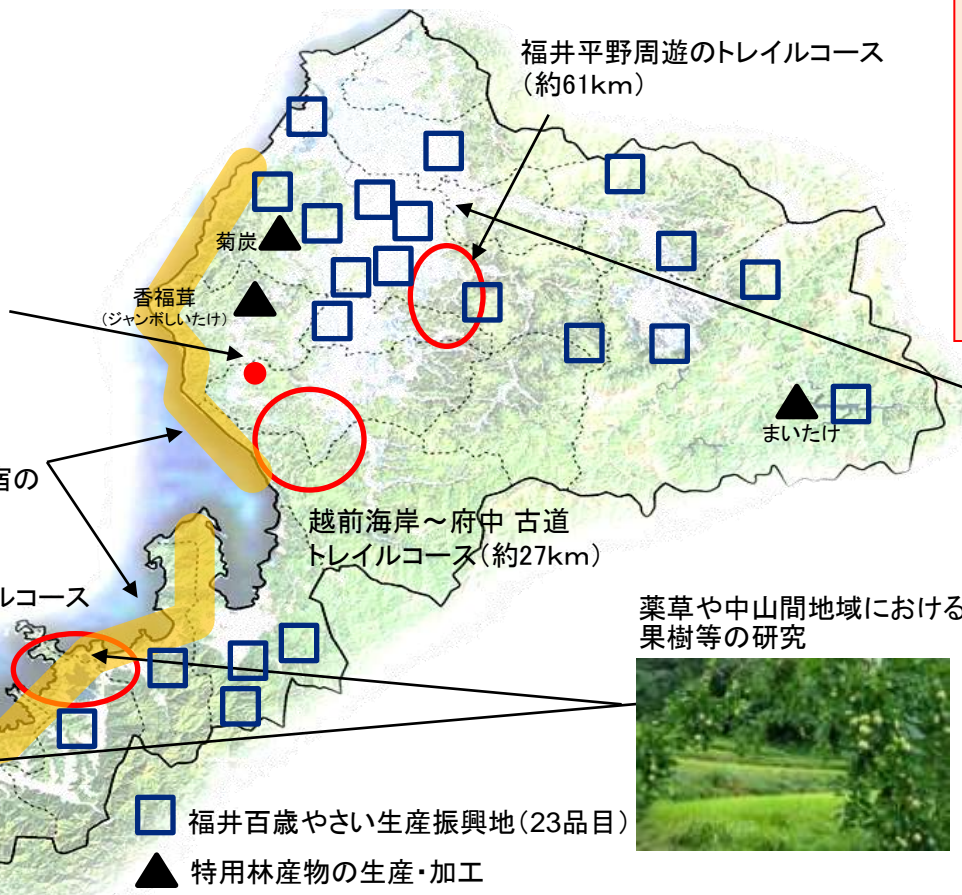 福井平野周遊のトレイルコース
(約61km)
菊炭
香福茸
(ジャンボしいたけ)
まいたけ
宿の
越前海岸～府中 古道
トレイルコース(約27km)
ルコース
薬草や中山間地域における
果樹等の研究
福井百歳やさい生産振興地(23品目)
特用林産物の生産・加工